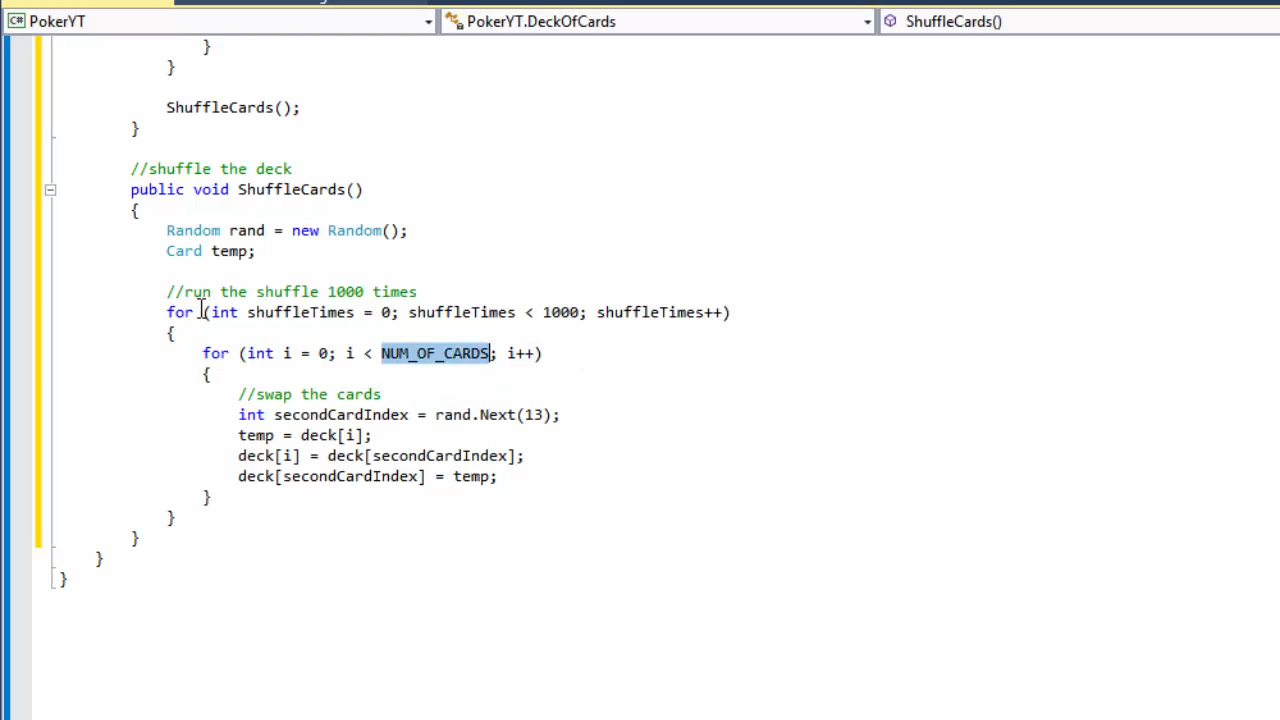 PokerYT PokerYT.DeckOfCards ShuffleCards()
}
}
ShuffleCards();
}
//shuffle the deck
public void ShuffleCards()
{
Random rand = new Random();
Card temp;
//run the shuffle 1000 times
for (int shuffleTimes = 0; shuffleTimes < 1000; shuffleTimes++)
{
for (int i = 0; i < NUM_OF_CARDS; i++)
{
//swap the cards
int secondCardIndex = rand.Next(13);
temp = deck[i];
deck[i] = deck[secondCardIndex];
deck[secondCardIndex] = temp;
}
}
}
}
}